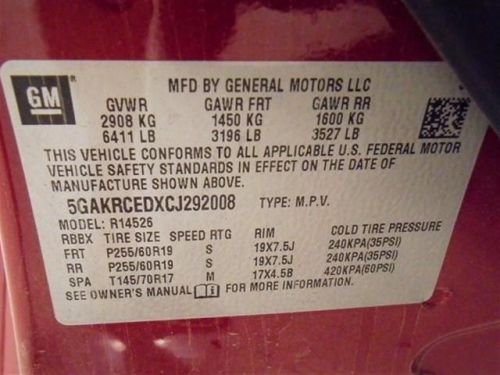 GM
MFD BY GENERAL MOTORS LLC
GVWR GAWR FRT GAWR RR
2908 KG 1450 KG 1600 KG
6411 LB 3196 LB 3527 LB
THIS VEHICLE CONFORMS TO ALL APPLICABLE U.S. FEDERAL MOTOR
VEHICLE SAFETY STANDARDS IN EFFECT ON THE DATE OF
MANUFACTURE SHOWN ABOVE.
5GAKRCEDXCJ292008 TYPE: M.P.V.
MODEL: R14526
RBBX TIRE SIZE SPEED RTG RIM COLD TIRE PRESSURE
FRT P255/60R19 S 19X7.5J 240KPA(35PSI)
RR P255/60R19 S 19X7.5J 240KPA(35PSI)
SPA T145/70R17 M 17X4.5B 420KPA(60PSI)
SEE OWNER'S MANUAL FOR MORE INFORMATION.